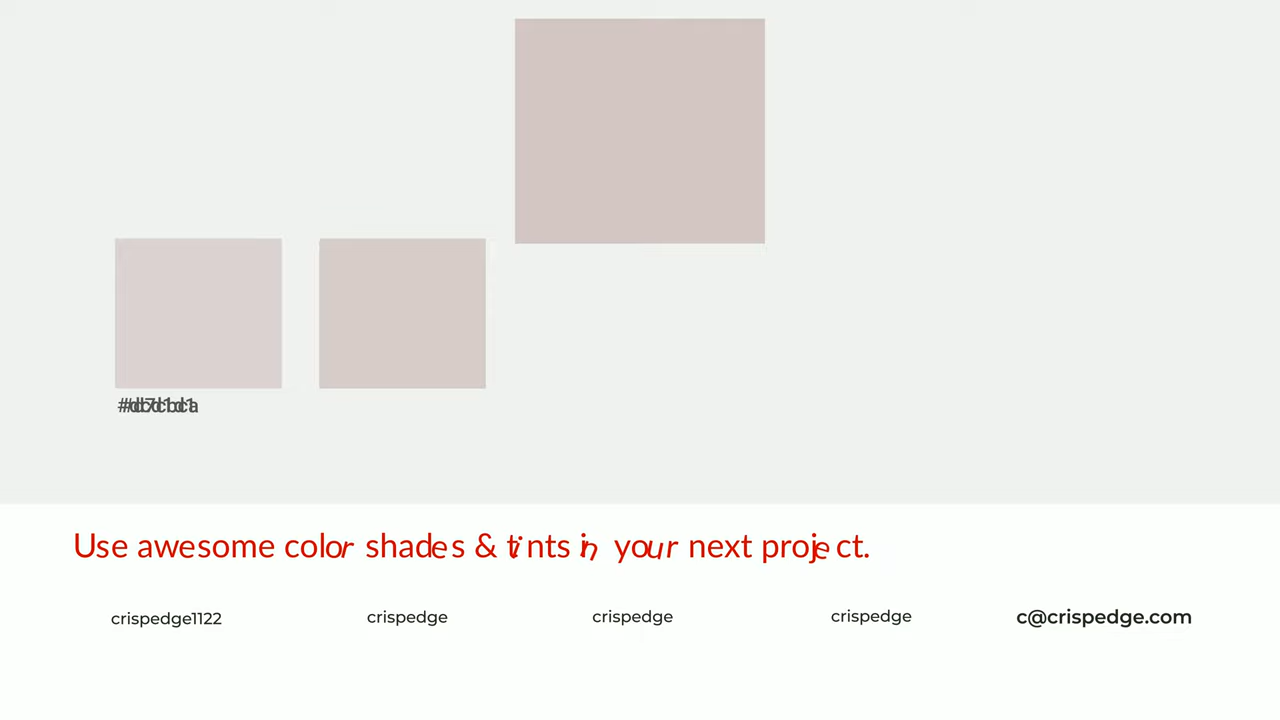 Use awesome color shades & tints in your next project.
crispedge1122 crispedge crispedge crispedge c@crispedge.com